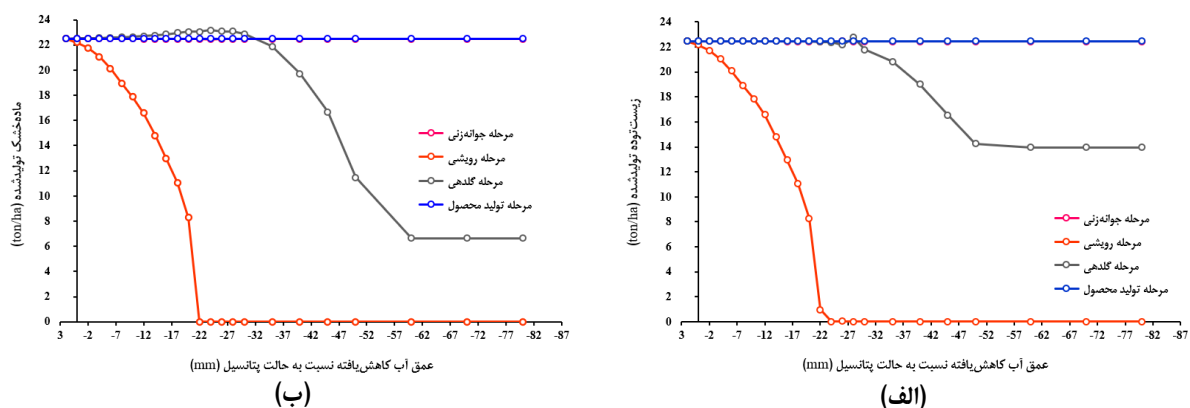 زیست‌توده تولیدشده (ton/ha)
24
22
20
18
16
14
12
10
8
6
4
2
0
3 -2 -7 -12 -17 -22 -27 -32 -37 -42 -47 -52 -57 -62 -67 -72 -77 -82 -87
مرحله جوانه‌زنی
مرحله رویشی
مرحله گلدهی
مرحله تولید محصول
عمق آب کاهش‌یافته نسبت به حالت پتانسیل (mm)
(الف)
ماده‌خشک تولیدشده (ton/ha)
24
22
20
18
16
14
12
10
8
6
4
2
0
3 -2 -7 -12 -17 -22 -27 -32 -37 -42 -47 -52 -57 -62 -67 -72 -77 -82 -87
مرحله جوانه‌زنی
مرحله رویشی
مرحله گلدهی
مرحله تولید محصول
عمق آب کاهش‌یافته نسبت به حالت پتانسیل (mm)
(ب)